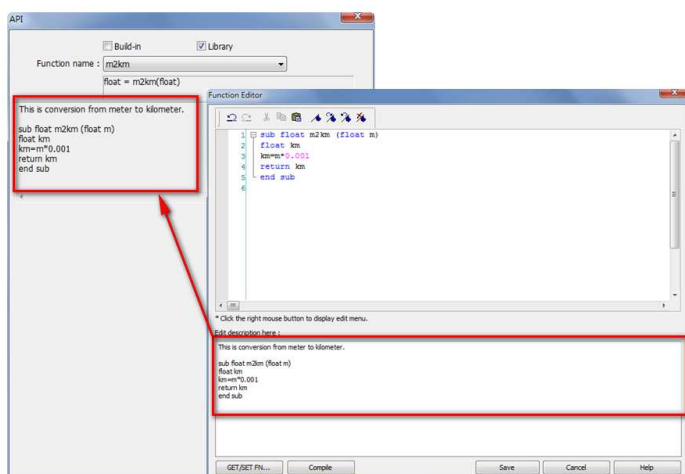 API
Build-in
Library
Function name :
m2km
float = m2km(float)
This is conversion from meter to kilometer.
sub float m2km (float m)
float km
km=m*0.001
return km
end sub
Function Editor
1 sub float m2km (float m)
2 float km
3 km=m*0.001
4 return km
5 end sub
6
* Click the right mouse button to display edit menu.
Edit description here :
This is conversion from meter to kilometer.
sub float m2km (float m)
float km
km=m*0.001
return km
end sub
GET/SET FN...
Compile
Save
Cancel
Help